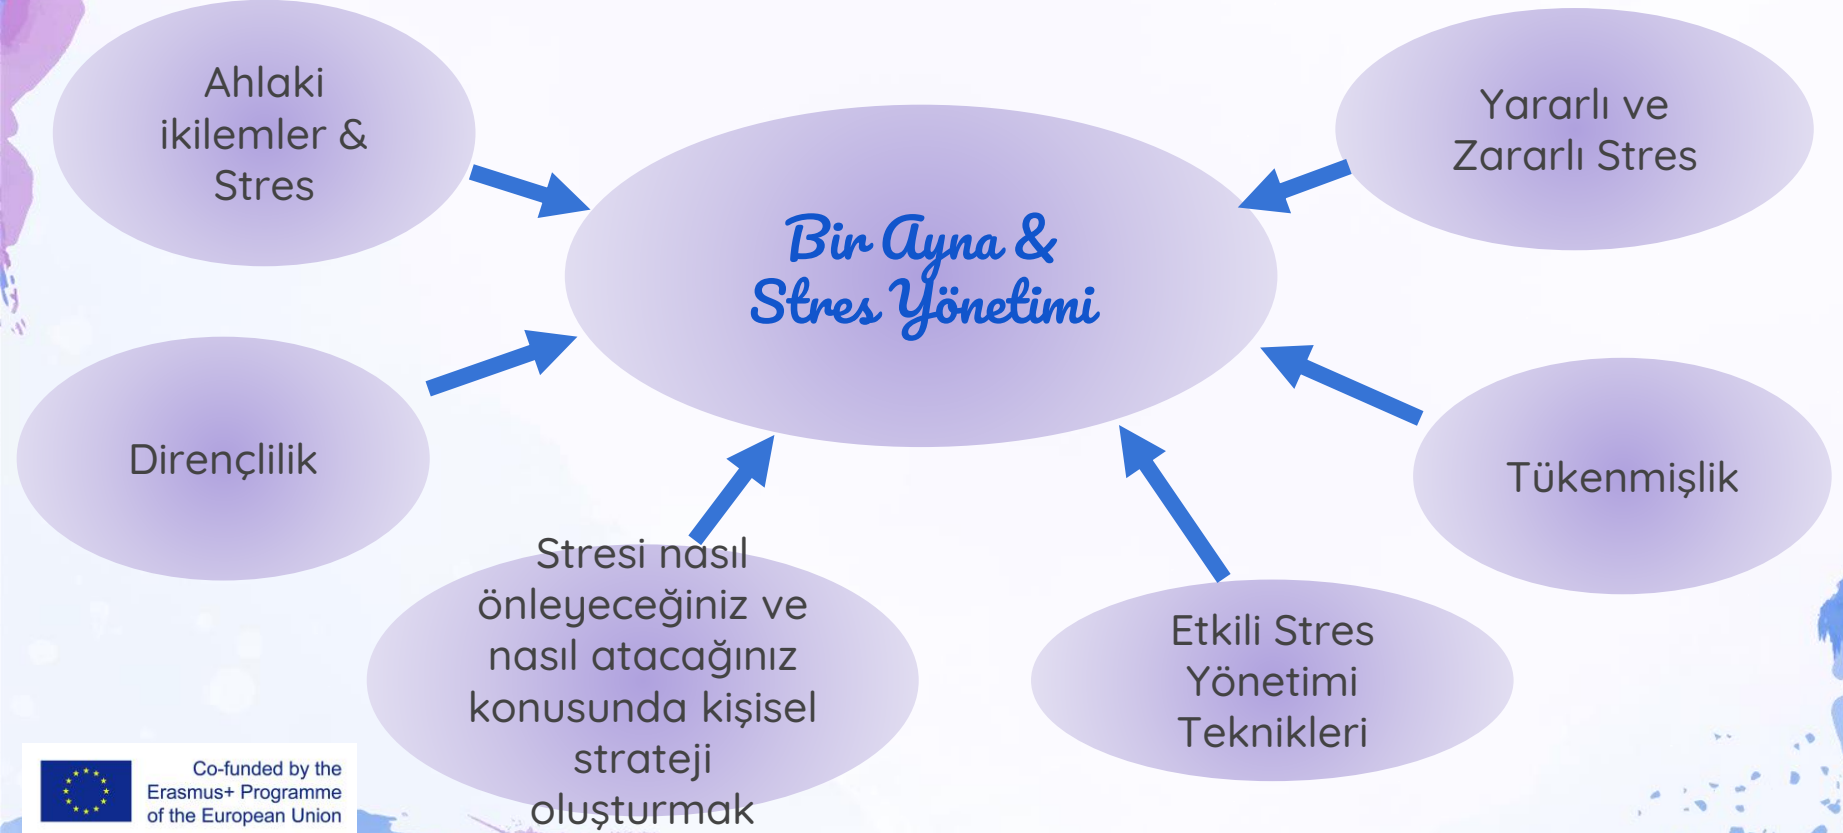 Ahlaki
ikilemler &
Stres
Yararlı ve
Zararlı Stres
Bir Ayna &
Stres Yönetimi
Dirençlilik
Tükenmişlik
Stresi nasıl
önleyeceğiniz ve
nasıl atacağınız
konusunda kişisel
strateji
oluşturmak
Etkili Stres
Yönetimi
Teknikleri
Co-funded by the
Erasmus+ Programme
of the European Union